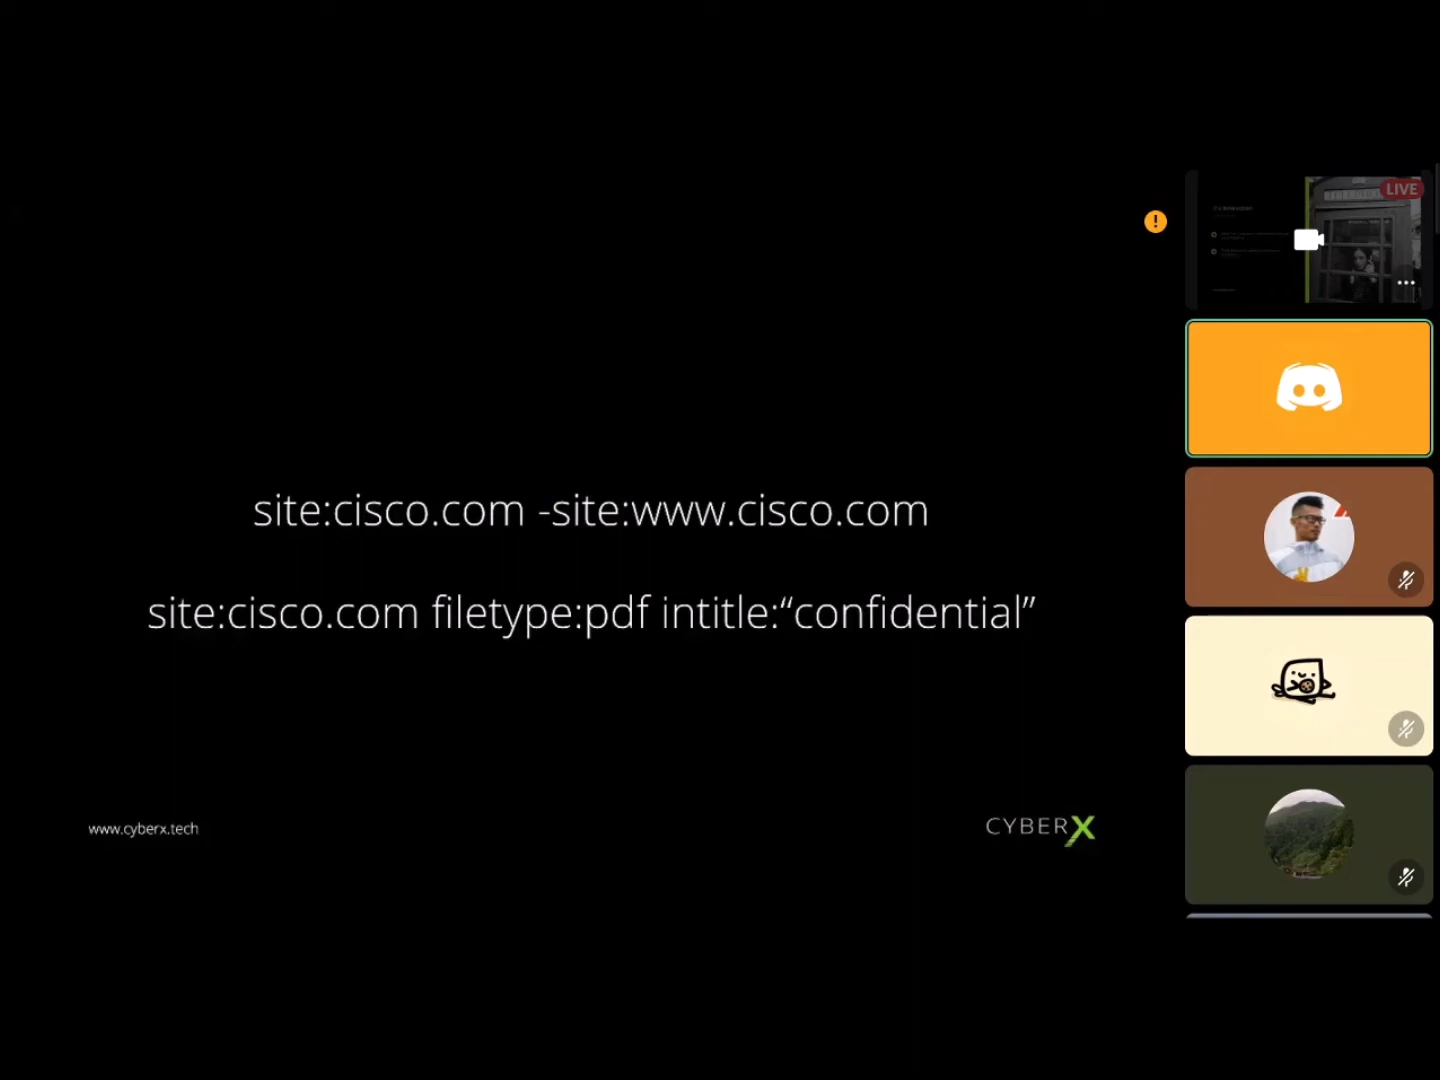 LIVE
site:cisco.com -site:www.cisco.com
site:cisco.com filetype:pdf intitle:“confidential”
www.cyberx.tech
CYBERX